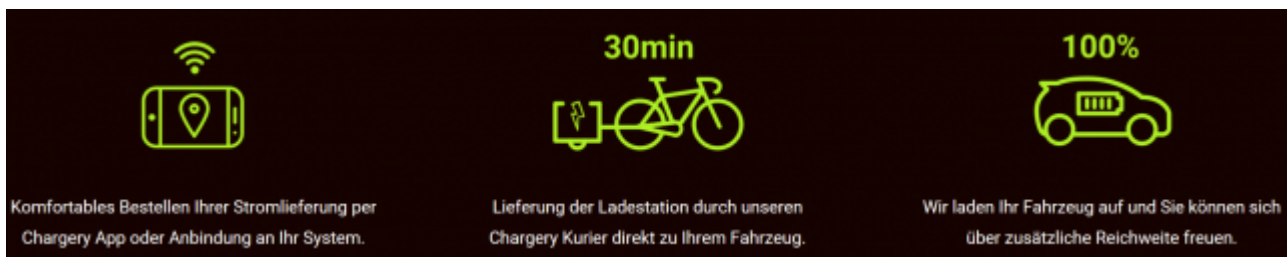 30min
100%
Komfortables Bestellen Ihrer Stromlieferung per
Chargery App oder Anbindung an Ihr System.
Lieferung der Ladestation durch unseren
Chargery Kurier direkt zu Ihrem Fahrzeug.
Wir laden Ihr Fahrzeug auf und Sie können sich
über zusätzliche Reichweite freuen.